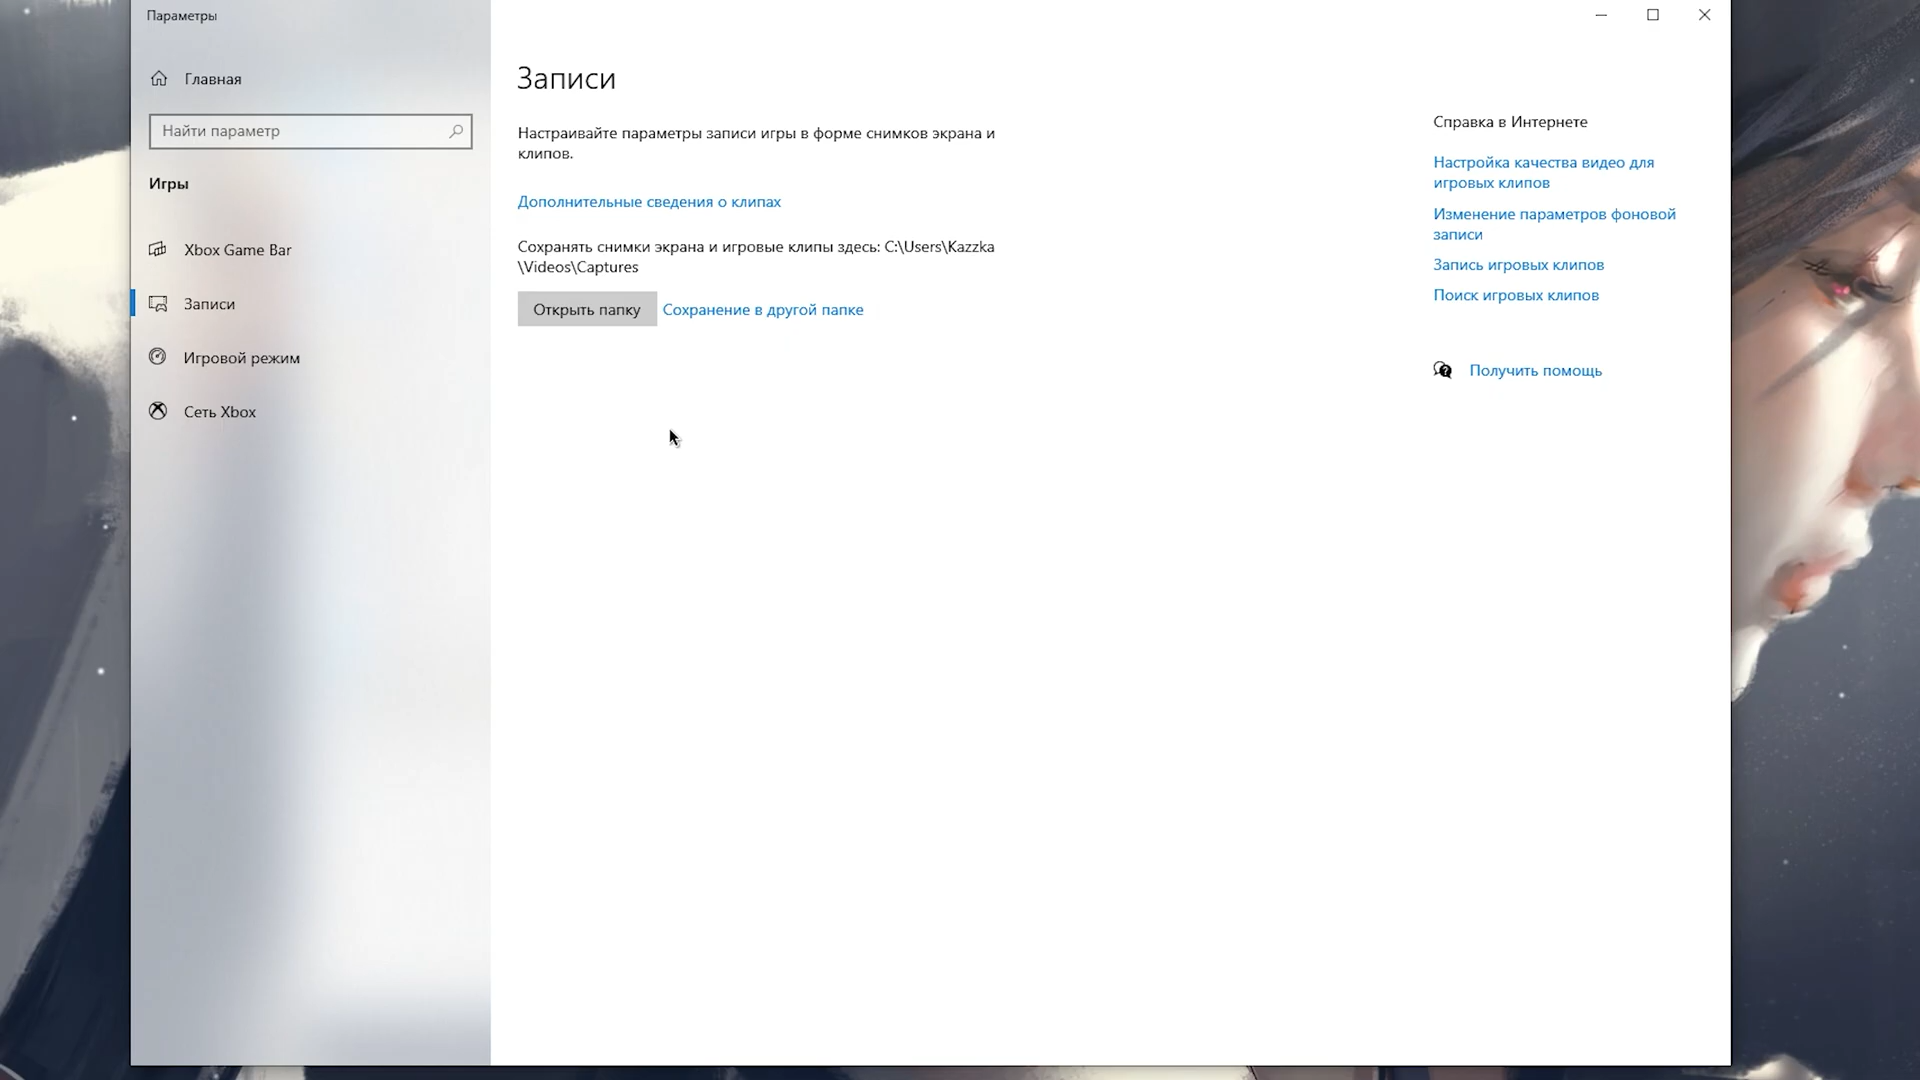 Параметры
Главная
Найти параметр
Игры
Xbox Game Bar
Записи
Игровой режим
Сеть Xbox
Записи
Настраивайте параметры записи игры в форме снимков экрана и
клипов.
Дополнительные сведения о клипах
Сохранять снимки экрана и игровые клипы здесь: C:\Users\Kazzka
\Videos\Captures
Открыть папку
Сохранение в другой папке
Справка в Интернете
Настройка качества видео для
игровых клипов
Изменение параметров фоновой
записи
Запись игровых клипов
Поиск игровых клипов
Получить помощь